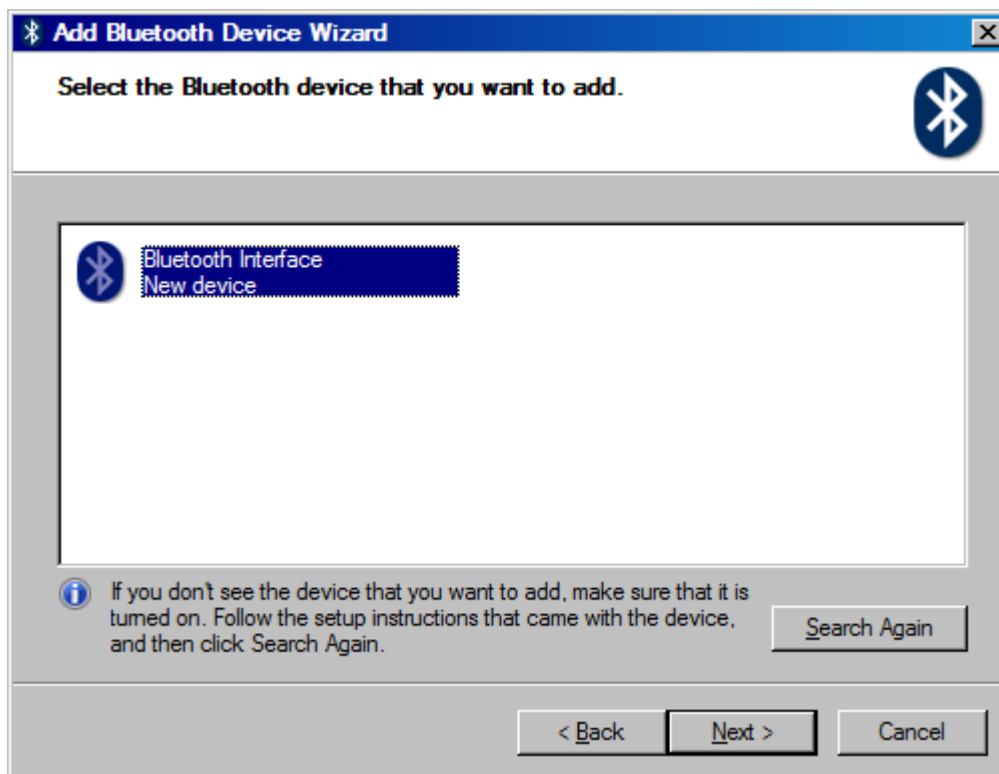 Add Bluetooth Device Wizard
Select the Bluetooth device that you want to add.
Bluetooth Interface
New device
If you don't see the device that you want to add, make sure that it is
turned on. Follow the setup instructions that came with the device,
and then click Search Again.
Search Again
< Back
Next >
Cancel